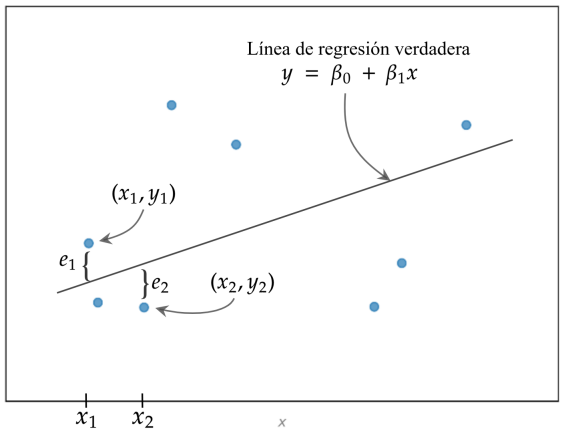 Línea de regresión verdadera
y = β₀ + β₁x
(x₁, y₁)
e₁ {
} e₂
(x₂, y₂)
x₁
x₂
x